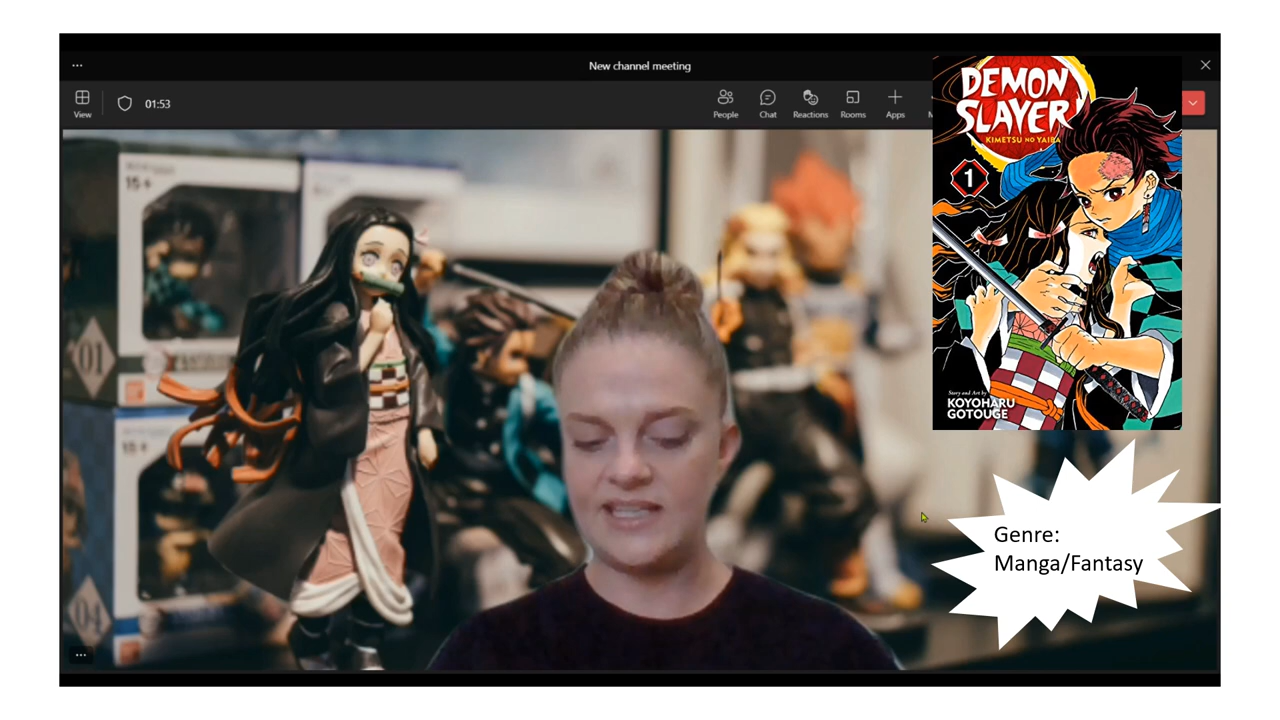 New channel meeting
View
01:53
People
Chat
Reactions
Rooms
Apps
DEMON
SLAYER
KIMETSU NO YAIBA
1
Story and Art by
KOYOHARU
GOTOUGE
15+
01
15+
04
Genre:
Manga/Fantasy